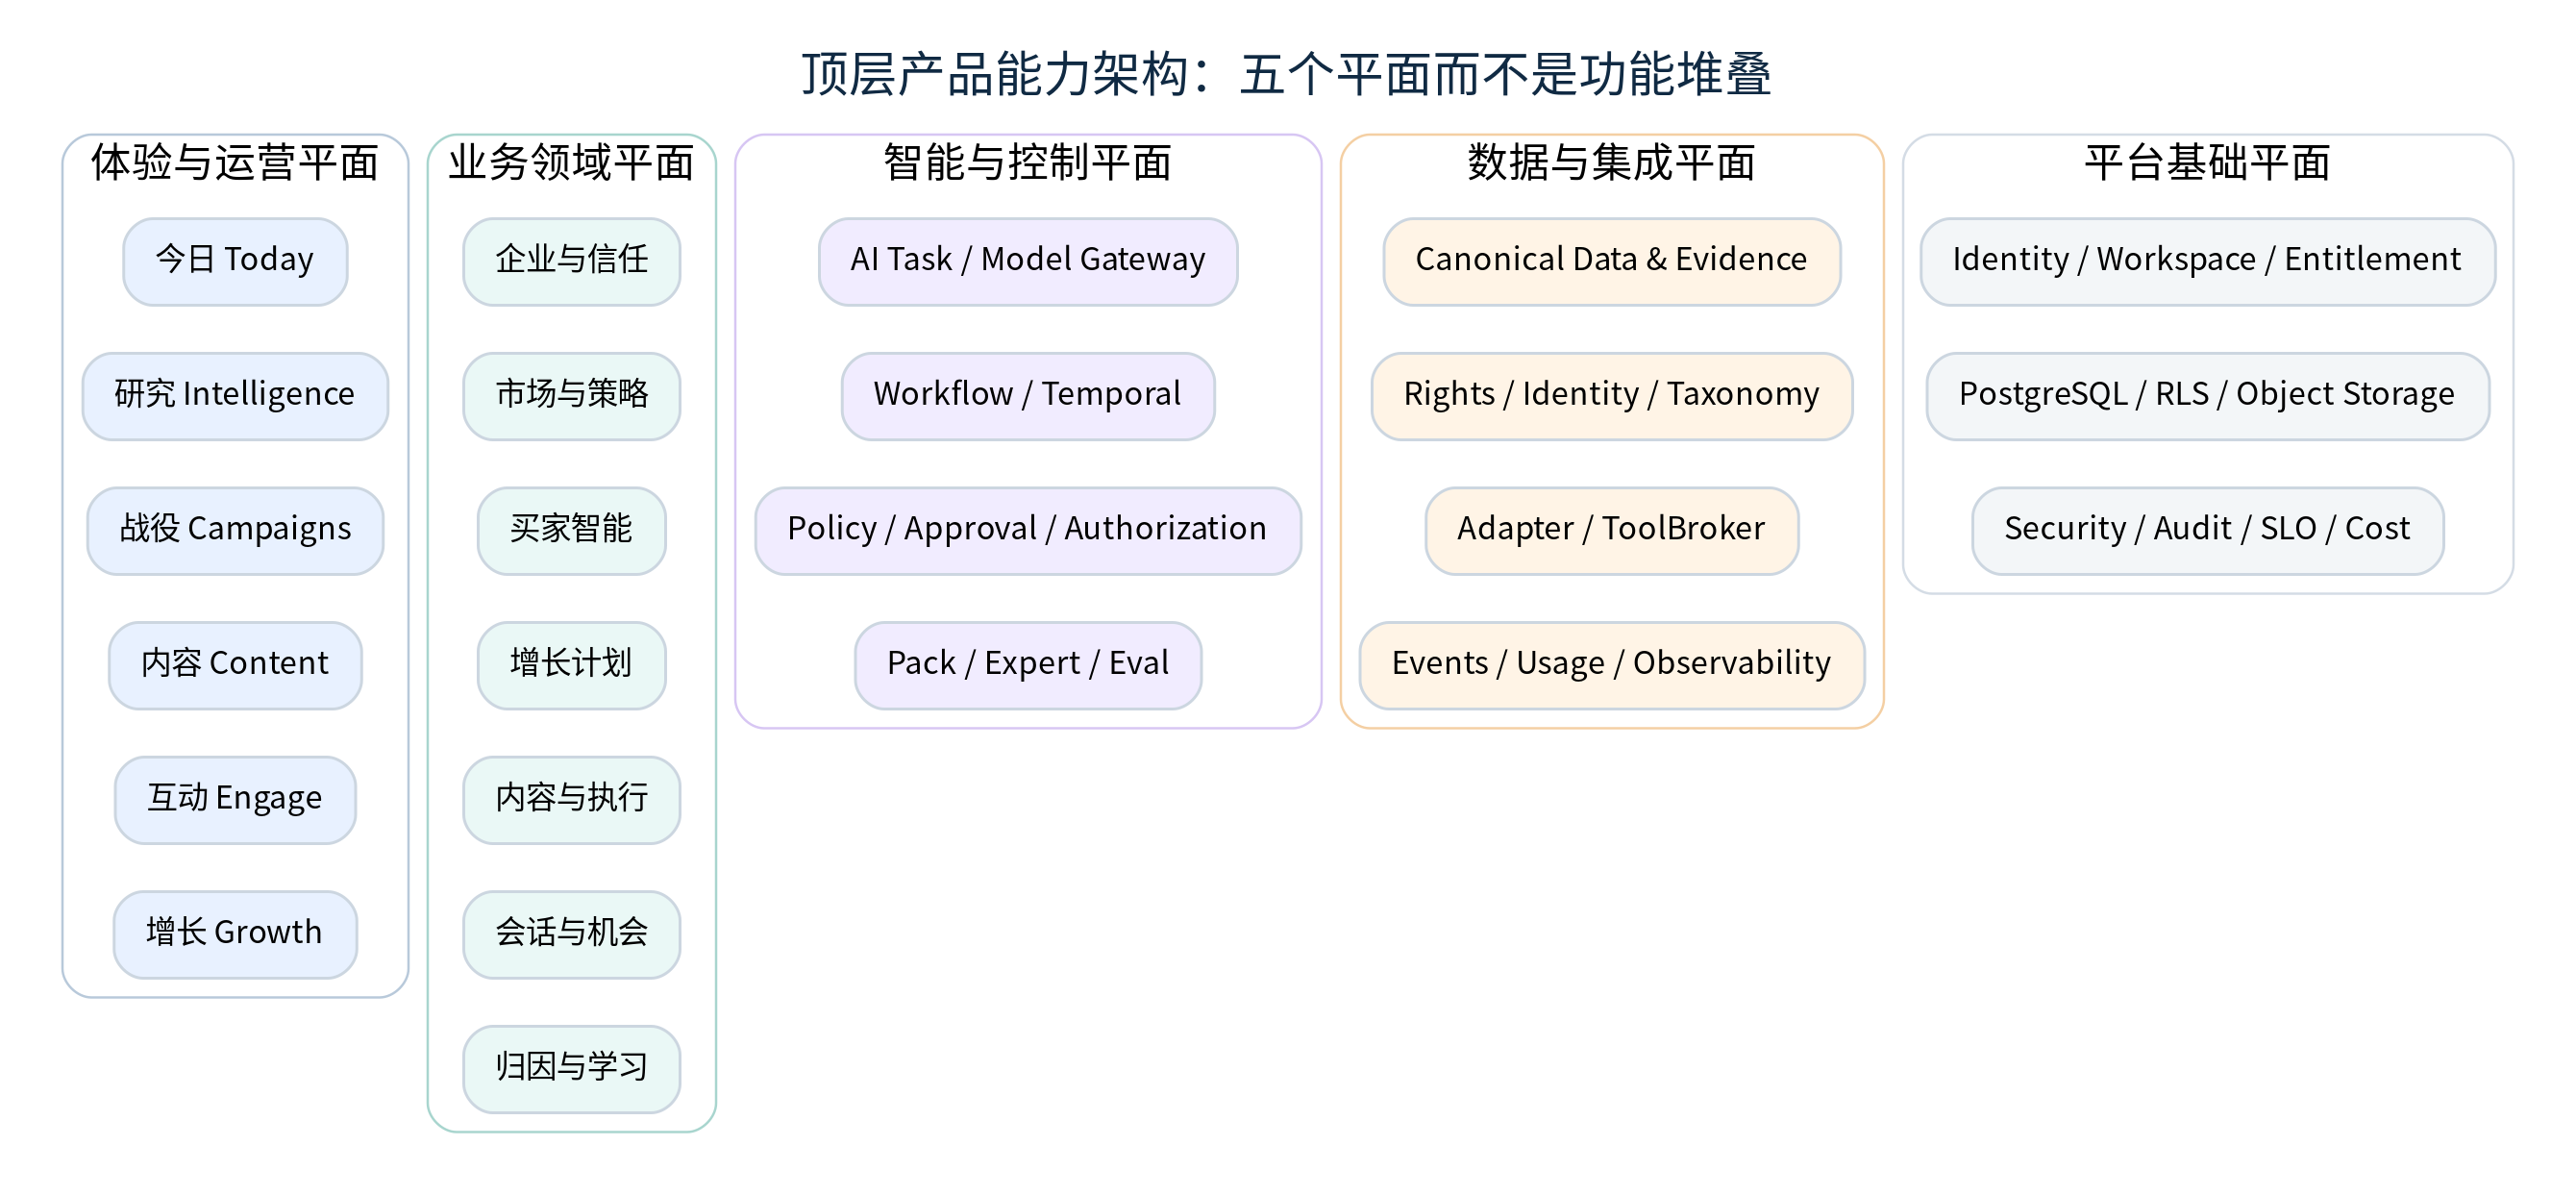 顶层产品能力架构：五个平面而不是功能堆叠
体验与运营平面
今日 Today
研究 Intelligence
战役 Campaigns
内容 Content
互动 Engage
增长 Growth
业务领域平面
企业与信任
市场与策略
买家智能
增长计划
内容与执行
会话与机会
归因与学习
智能与控制平面
AI Task / Model Gateway
Workflow / Temporal
Policy / Approval / Authorization
Pack / Expert / Eval
数据与集成平面
Canonical Data & Evidence
Rights / Identity / Taxonomy
Adapter / ToolBroker
Events / Usage / Observability
平台基础平面
Identity / Workspace / Entitlement
PostgreSQL / RLS / Object Storage
Security / Audit / SLO / Cost